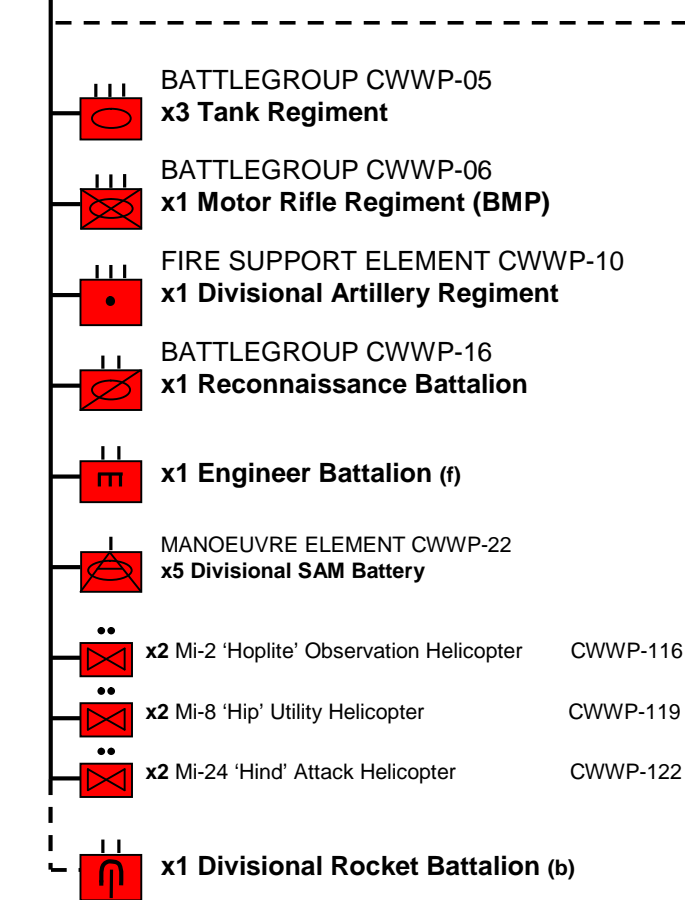 BATTLEGROUP CWWP-05
x3 Tank Regiment
BATTLEGROUP CWWP-06
x1 Motor Rifle Regiment (BMP)
FIRE SUPPORT ELEMENT CWWP-10
x1 Divisional Artillery Regiment
BATTLEGROUP CWWP-16
x1 Reconnaissance Battalion
x1 Engineer Battalion (f)
MANOEUVRE ELEMENT CWWP-22
x5 Divisional SAM Battery
x2 Mi-2 ‘Hoplite’ Observation Helicopter CWWP-116
x2 Mi-8 ‘Hip’ Utility Helicopter CWWP-119
x2 Mi-24 ‘Hind’ Attack Helicopter CWWP-122
x1 Divisional Rocket Battalion (b)